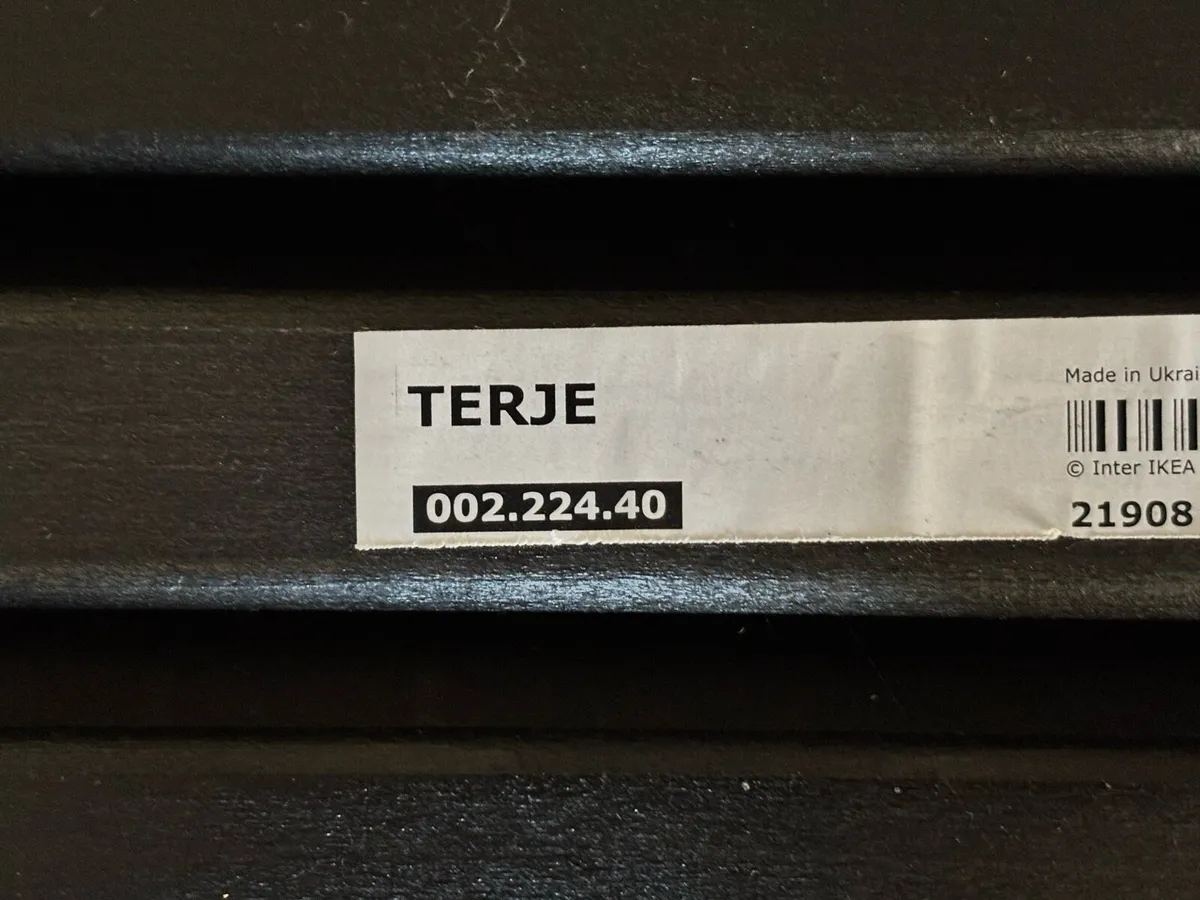 TERJE
002.224.40
Made in Ukrai
© Inter IKEA
21908